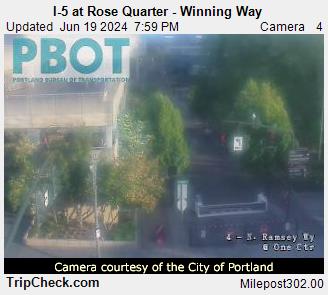 I-5 at Rose Quarter - Winning Way
Updated Jun 19 2024 7:59 PM Camera 4
PBOT
PORTLAND BUREAU OF TRANSPORTATION
4 - N. Ramsey Wy
@ One Ctr
Camera courtesy of the City of Portland
TripCheck.com Milepost302.00